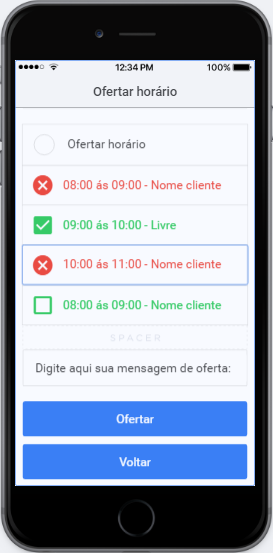 12:34 PM 100%
Ofertar horário
Ofertar horário
08:00 ás 09:00 - Nome cliente
09:00 ás 10:00 - Livre
10:00 ás 11:00 - Nome cliente
08:00 ás 09:00 - Nome cliente
SPACER
Digite aqui sua mensagem de oferta:
Ofertar
Voltar